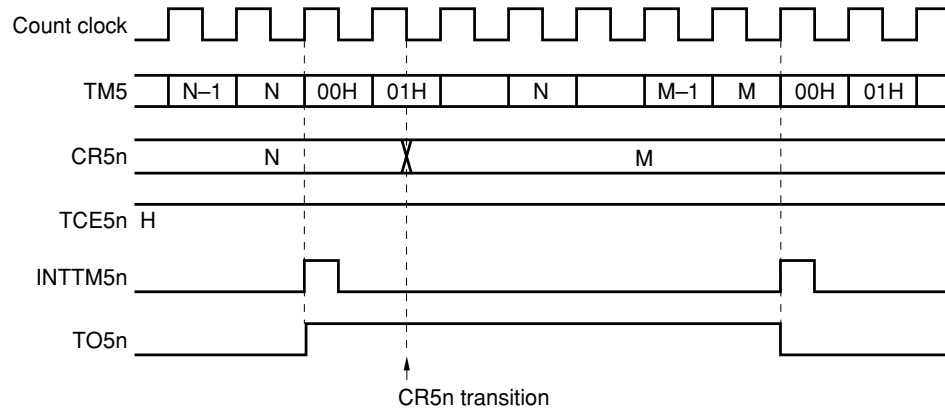 Count clock
TM5 N–1 N 00H 01H N M–1 M 00H 01H
CR5n N M
TCE5n H
INTTM5n
TO5n
CR5n transition